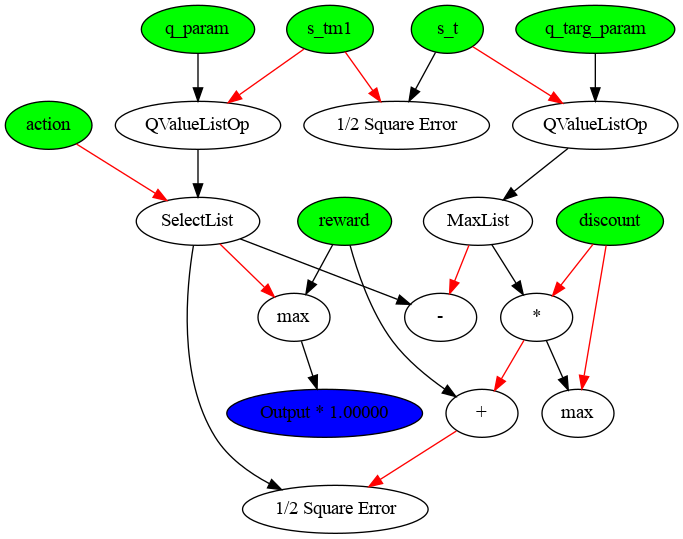 q_param
s_tm1
s_t
q_targ_param
action
QValueListOp
1/2 Square Error
QValueListOp
SelectList
reward
MaxList
discount
max
-
*
Output * 1.00000
+
max
1/2 Square Error